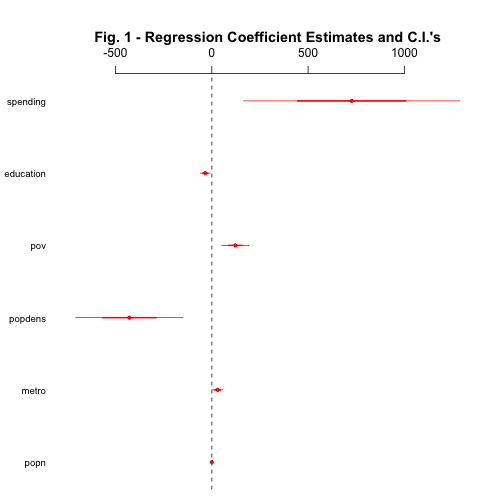 Fig. 1 - Regression Coefficient Estimates and C.I.'s
-500 0 500 1000
spending
education
pov
popdens
metro
popn